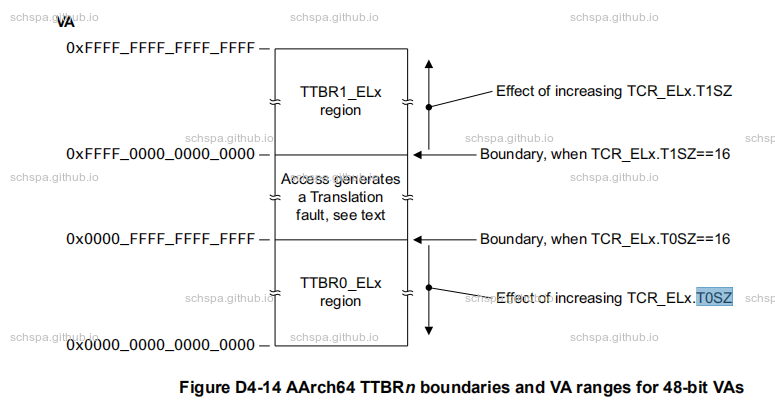 schspa.github.io schspa.github.io schspa.github.io
VA
0xFFFF_FFFF_FFFF_FFFF
TTBR1_ELx
region
Effect of increasing TCR_ELx.T1SZ
schspa.github.io schspa.github.io schs
0xFFFF_0000_0000_0000
Boundary, when TCR_ELx.T1SZ==16
schspa.github.io schspa.github.io schspa.github.io
Access generates
a Translation
fault, see text
0x0000_FFFF_FFFF_FFFF
Boundary, when TCR_ELx.T0SZ==16
TTBR0_ELx
region
schspa.github.io schspa.github.io schs
Effect of increasing TCR_ELx.T0SZ
schspa.github.io schspa.github.io schspa.github.io
0x0000_0000_0000_0000
Figure D4-14 AArch64 TTBRn boundaries and VA ranges for 48-bit VAs